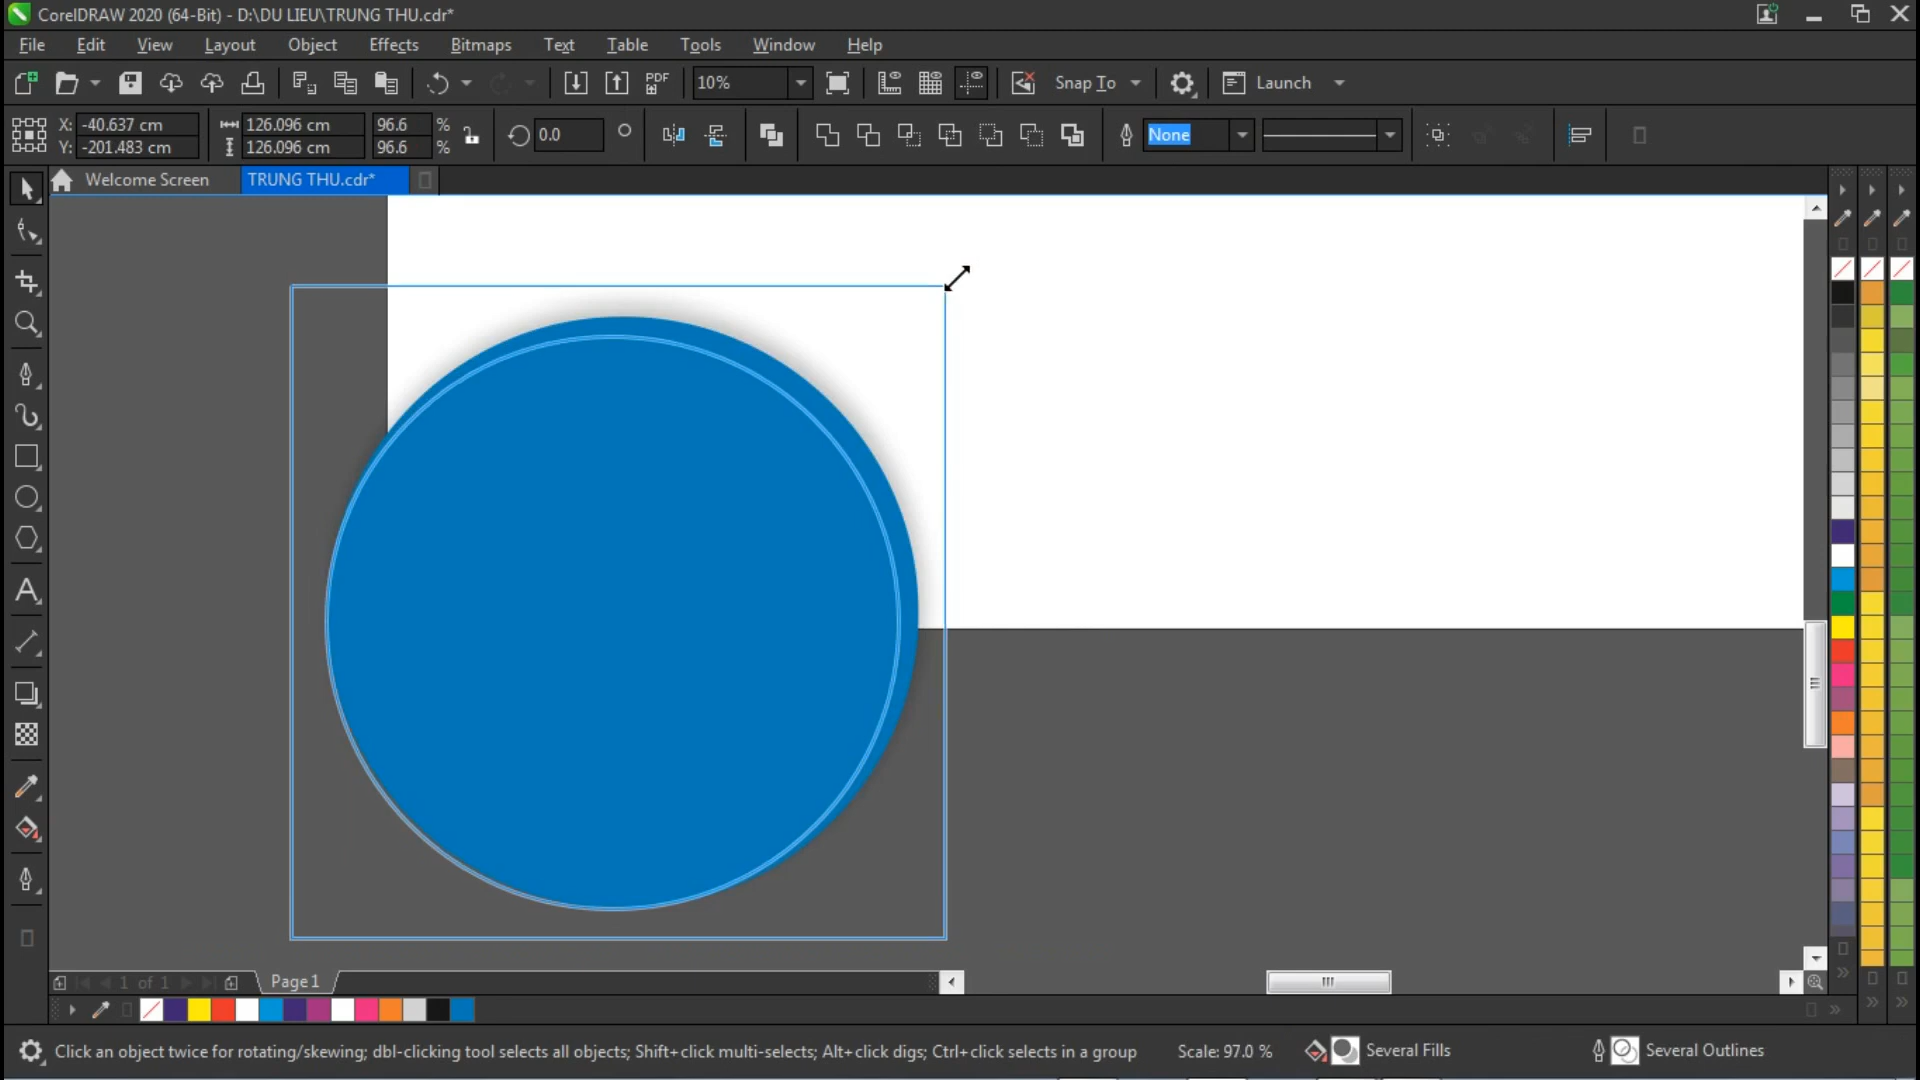 CorelDRAW 2020 (64-Bit) - D:\DU LIEU\TRUNG THU.cdr*
File Edit View Layout Object Effects Bitmaps Text Table Tools Window Help
PDF 10% Snap To Launch
X: -40.637 cm 126.096 cm 96.6 % 0.0 None
Y: -201.483 cm 126.096 cm 96.6 %
Welcome Screen TRUNG THU.cdr*
1 of 1 Page1
Click an object twice for rotating/skewing; dbl-clicking tool selects all objects; Shift+click multi-selects; Alt+click digs; Ctrl+click selects in a group Scale: 97.0 % Several Fills Several Outlines